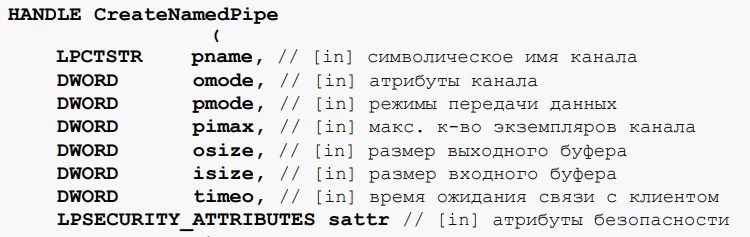 HANDLE CreateNamedPipe
(
LPCTSTR pname, // [in] символическое имя канала
DWORD omode, // [in] атрибуты канала
DWORD pmode, // [in] режимы передачи данных
DWORD pimax, // [in] макс. к-во экземпляров канала
DWORD osize, // [in] размер выходного буфера
DWORD isize, // [in] размер входного буфера
DWORD timeo, // [in] время ожидания связи с клиентом
LPSECURITY_ATTRIBUTES sattr // [in] атрибуты безопасности